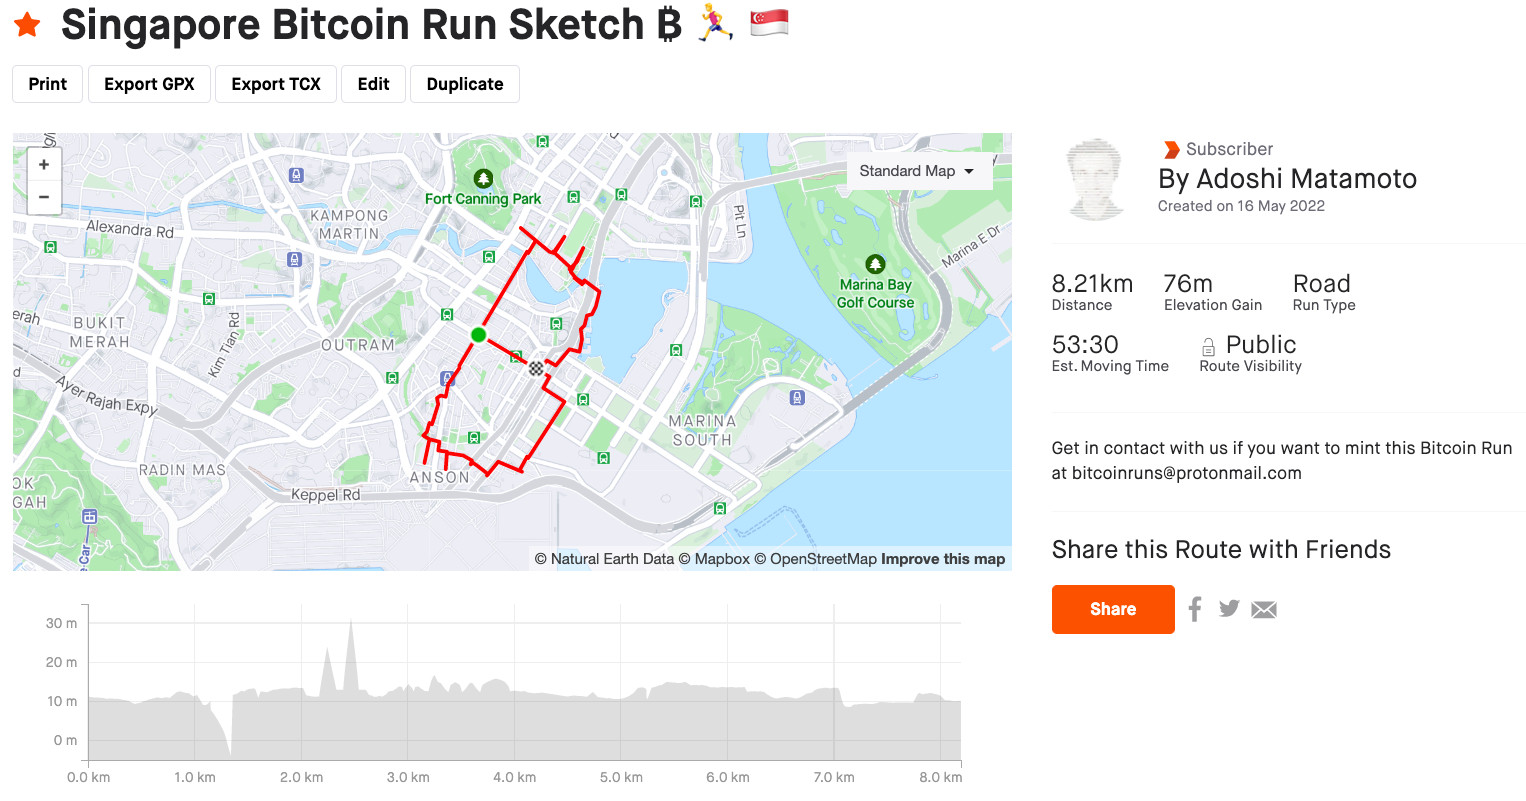 Singapore Bitcoin Run Sketch ₿ 🏃 🇸🇬
Print
Export GPX
Export TCX
Edit
Duplicate
+
−
Standard Map
Fort Canning Park
KAMPONG
MARTIN
Alexandra Rd
Pit Ln
Marina E Dr
Marina Bay
Golf Course
BUKIT
MERAH
Kim Tian Rd
OUTRAM
Ayer Rajah Expy
MARINA
SOUTH
RADIN MAS
ANSON
Keppel Rd
© Natural Earth Data © Mapbox © OpenStreetMap Improve this map
30 m
20 m
10 m
0 m
0.0 km
1.0 km
2.0 km
3.0 km
4.0 km
5.0 km
6.0 km
7.0 km
8.0 km
Subscriber
By Adoshi Matamoto
Created on 16 May 2022
8.21km
Distance
76m
Elevation Gain
Road
Run Type
53:30
Est. Moving Time
Public
Route Visibility
Get in contact with us if you want to mint this Bitcoin Run
at bitcoinruns@protonmail.com
Share this Route with Friends
Share